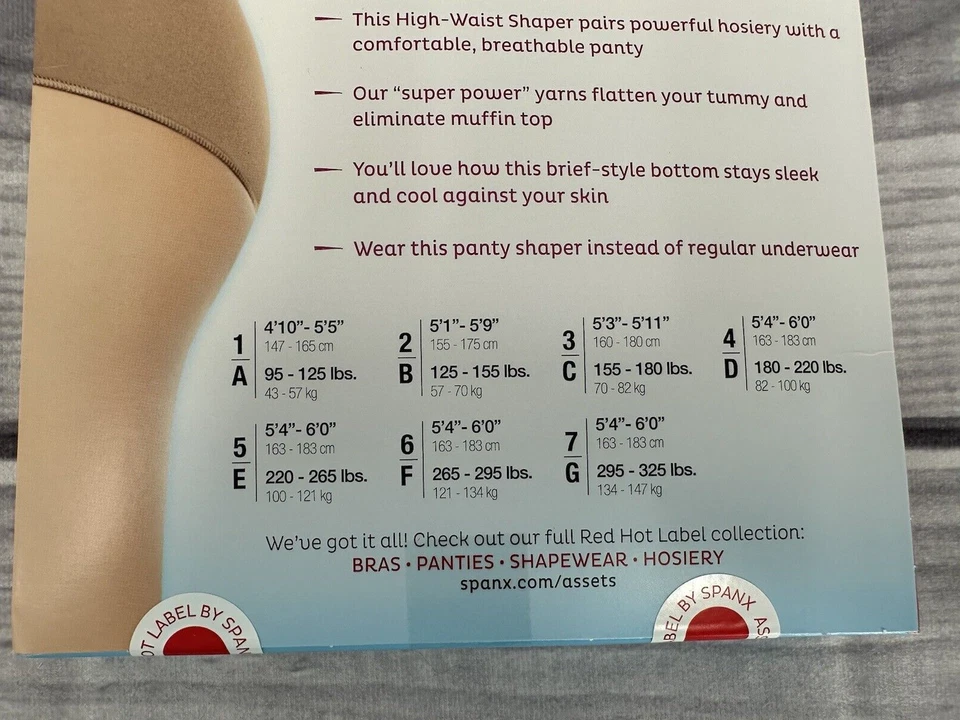 — This High-Waist Shaper pairs powerful hosiery with a
comfortable, breathable panty
— Our “super power” yarns flatten your tummy and
eliminate muffin top
— You’ll love how this brief-style bottom stays sleek
and cool against your skin
— Wear this panty shaper instead of regular underwear
1
A
4’10”- 5’5”
147 - 165 cm
95 - 125 lbs.
43 - 57 kg
2
B
5’1”- 5’9”
155 - 175 cm
125 - 155 lbs.
57 - 70 kg
3
C
5’3”- 5’11”
160 - 180 cm
155 - 180 lbs.
70 - 82 kg
4
D
5’4”- 6’0”
163 - 183 cm
180 - 220 lbs.
82 - 100 kg
5
E
5’4”- 6’0”
163 - 183 cm
220 - 265 lbs.
100 - 121 kg
6
F
5’4”- 6’0”
163 - 183 cm
265 - 295 lbs.
121 - 134 kg
7
G
5’4”- 6’0”
163 - 183 cm
295 - 325 lbs.
134 - 147 kg
We’ve got it all! Check out our full Red Hot Label collection:
BRAS • PANTIES • SHAPEWEAR • HOSIERY
spanx.com/assets
OT LABEL BY SPAN
BEL BY SPANX AS